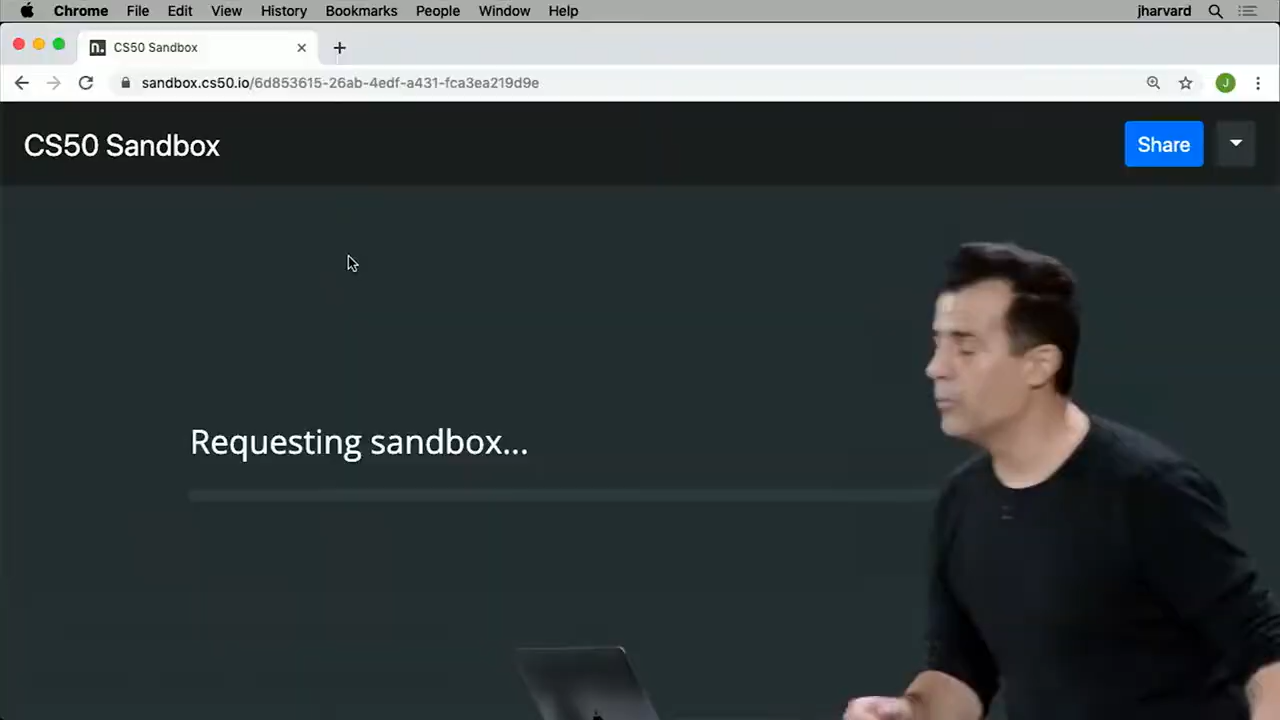 Chrome File Edit View History Bookmarks People Window Help jharvard
n. CS50 Sandbox
sandbox.cs50.io/6d853615-26ab-4edf-a431-fca3ea219d9e J
CS50 Sandbox Share
Requesting sandbox...